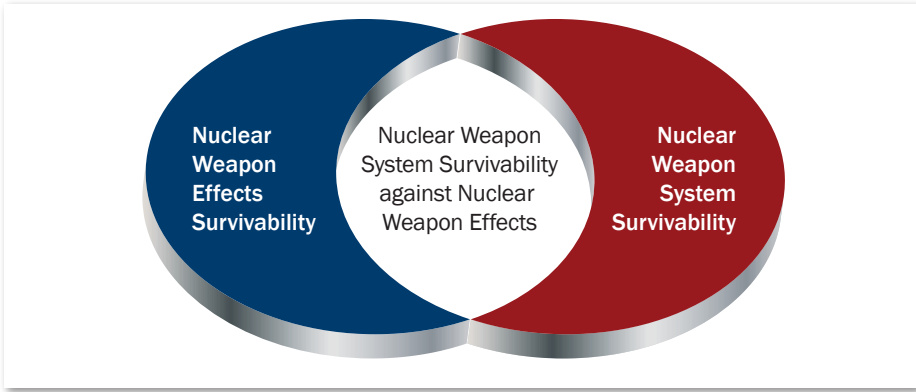 Nuclear
Weapon
Effects
Survivability
Nuclear Weapon
System Survivability
against Nuclear
Weapon Effects
Nuclear
Weapon
System
Survivability